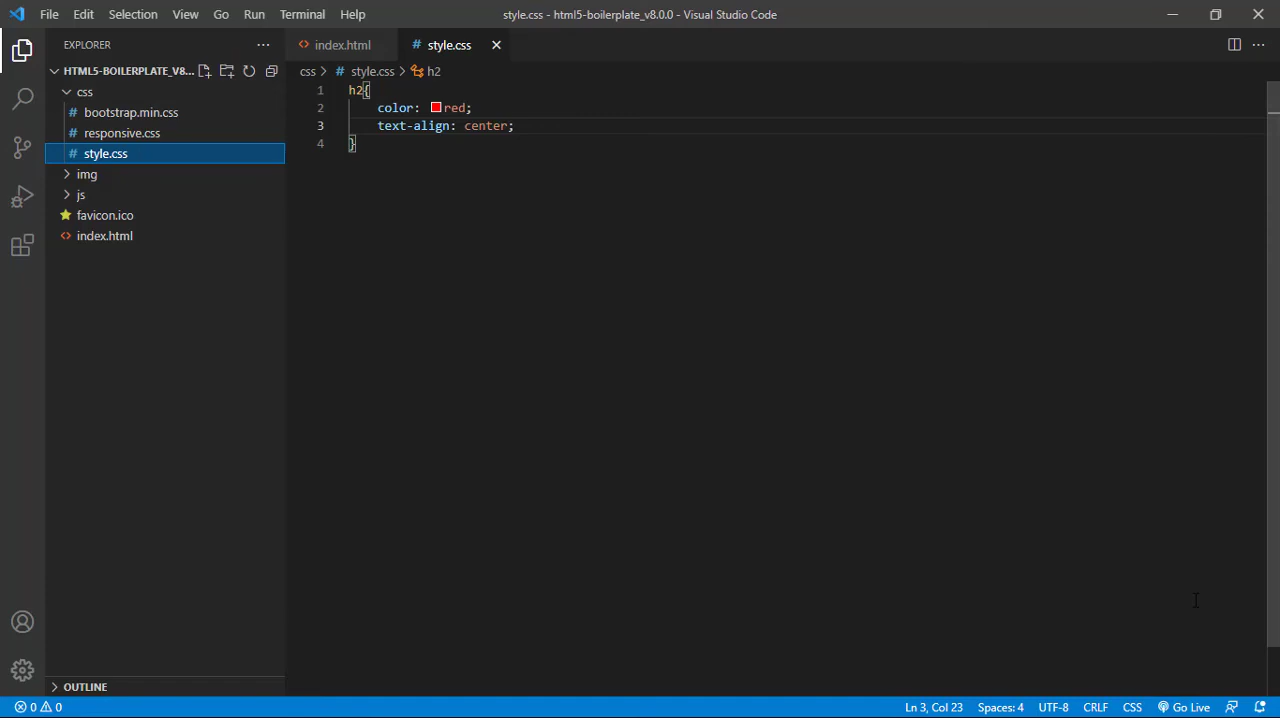 File Edit Selection View Go Run Terminal Help style.css - html5-boilerplate_v8.0.0 - Visual Studio Code
EXPLORER
HTML5-BOILERPLATE_V8...
css
# bootstrap.min.css
# responsive.css
# style.css
img
js
favicon.ico
<> index.html
OUTLINE
<> index.html # style.css
css > # style.css > h2
1 h2{
2 color: red;
3 text-align: center;
4 }
0 0 Ln 3, Col 23 Spaces: 4 UTF-8 CRLF CSS Go Live